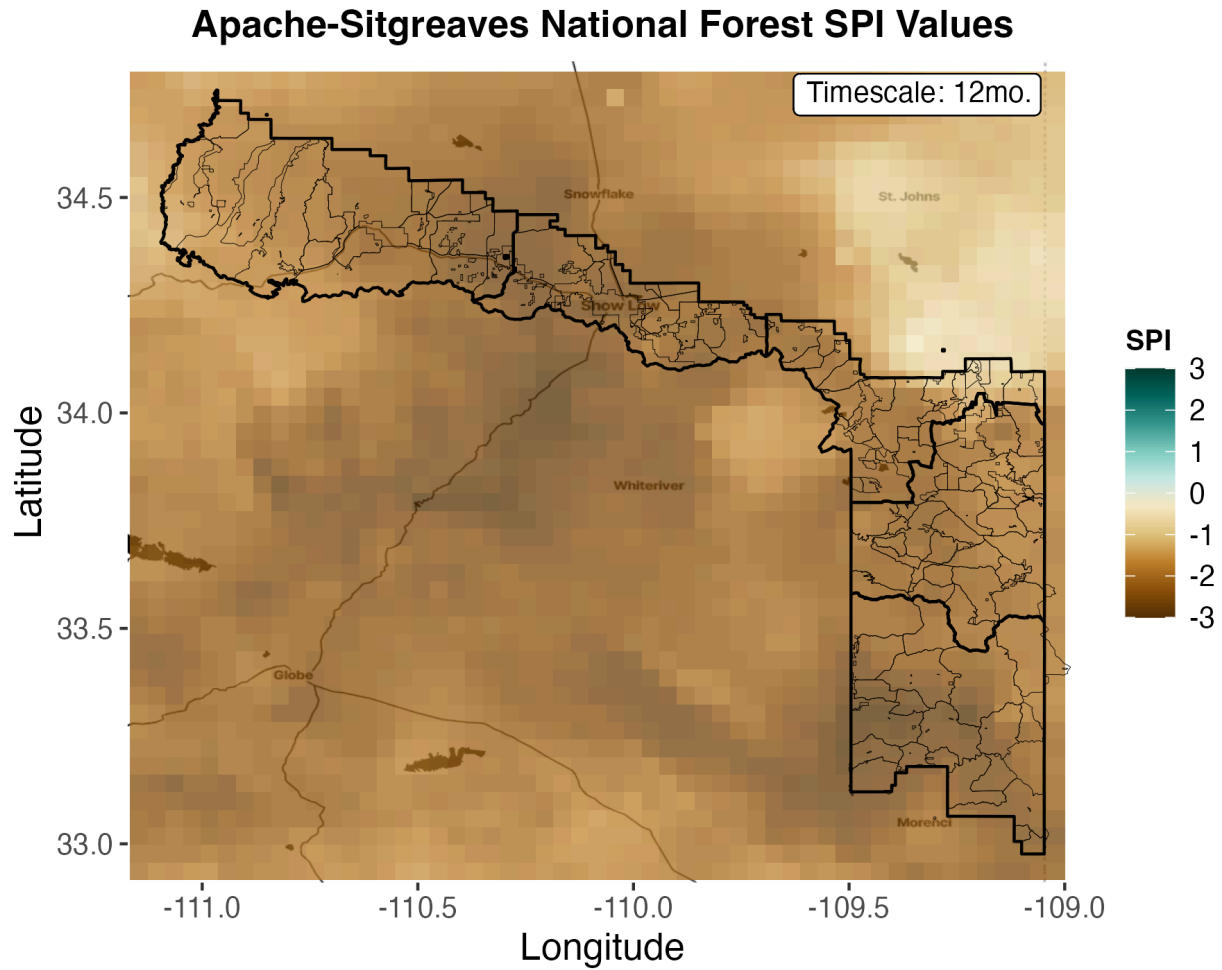 Apache-Sitgreaves National Forest SPI Values
Timescale: 12mo.
34.5
34.0
33.5
33.0
Latitude
Snowflake
St. Johns
Show Low
Whiteriver
Globe
Morenci
SPI
3
2
1
0
-1
-2
-3
-111.0
-110.5
-110.0
-109.5
-109.0
Longitude